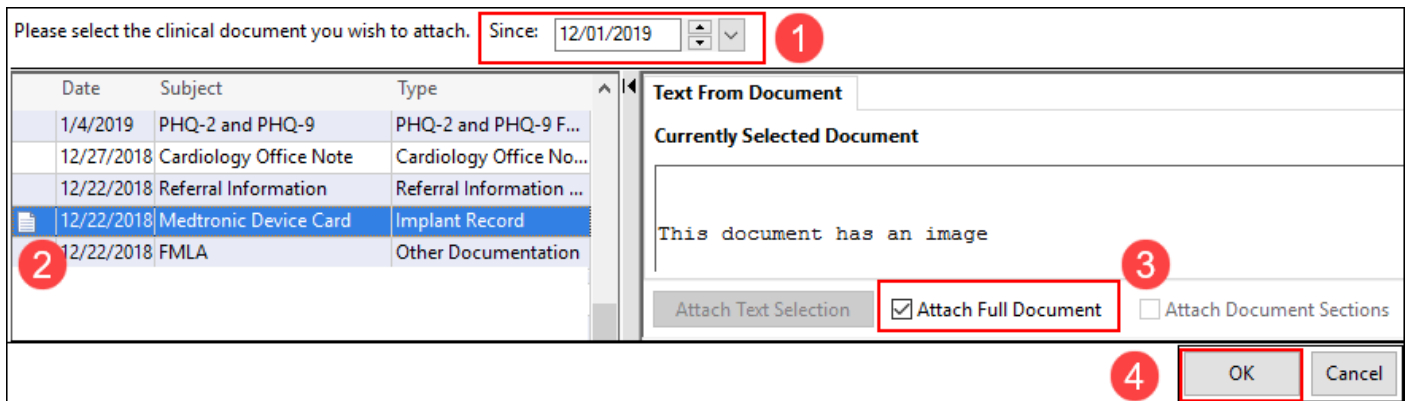 Please select the clinical document you wish to attach. Since: 12/01/2019 1
Date Subject Type
1/4/2019 PHQ-2 and PHQ-9 PHQ-2 and PHQ-9 F...
12/27/2018 Cardiology Office Note Cardiology Office No...
12/22/2018 Referral Information Referral Information ...
12/22/2018 Medtronic Device Card Implant Record
2 12/22/2018 FMLA Other Documentation
Text From Document
Currently Selected Document
This document has an image
3
Attach Text Selection Attach Full Document Attach Document Sections
4 OK Cancel